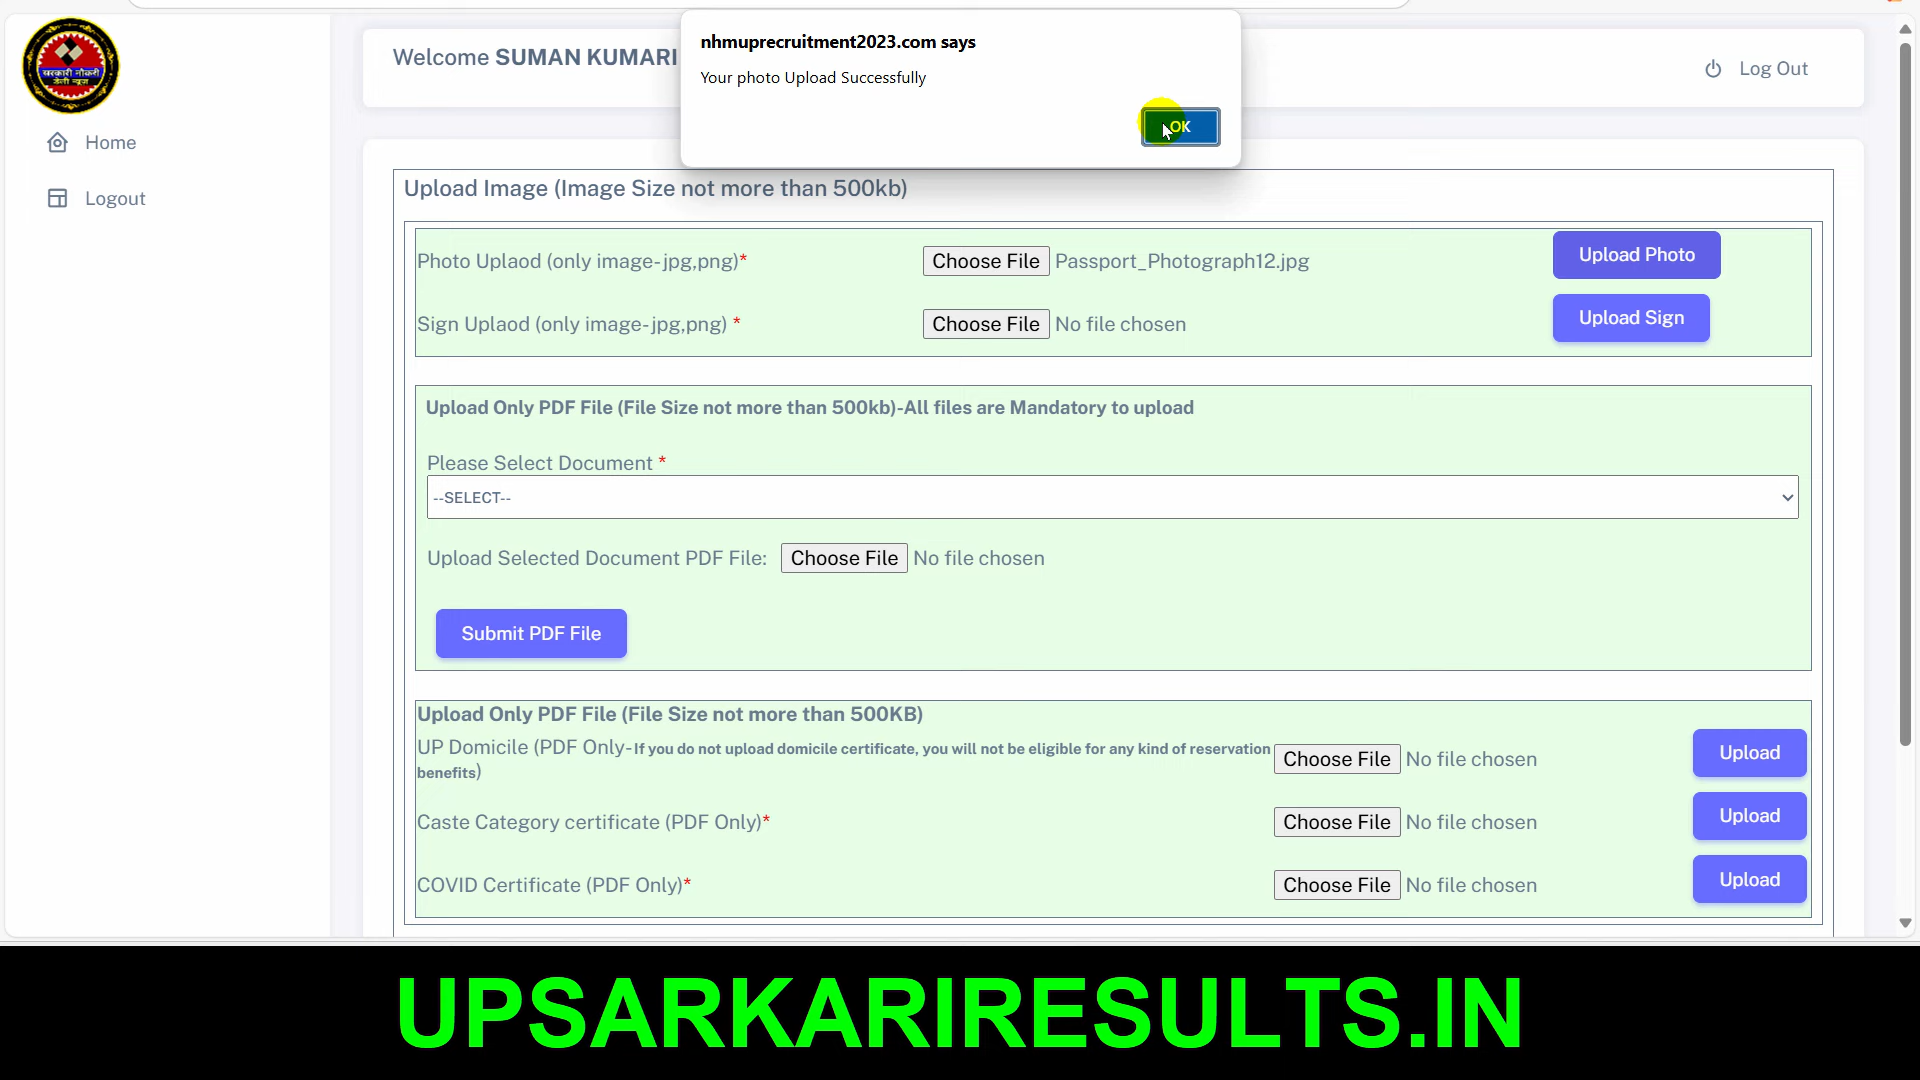 nhmuprecruitment2023.com says
Your photo Upload Successfully
OK
सरकारी नौकरी
डेली न्यूज़
Welcome SUMAN KUMARI
Log Out
Home
Logout
Upload Image (Image Size not more than 500kb)
Photo Uplaod (only image-jpg,png)* Choose File Passport_Photograph12.jpg Upload Photo
Sign Uplaod (only image-jpg,png) * Choose File No file chosen Upload Sign
Upload Only PDF File (File Size not more than 500kb)-All files are Mandatory to upload
Please Select Document *
--SELECT--
Upload Selected Document PDF File: Choose File No file chosen
Submit PDF File
Upload Only PDF File (File Size not more than 500KB)
UP Domicile (PDF Only-If you do not upload domicile certificate, you will not be eligible for any kind of reservation
benefits) Choose File No file chosen Upload
Caste Category certificate (PDF Only)* Choose File No file chosen Upload
COVID Certificate (PDF Only)* Choose File No file chosen Upload
UPSARKARIRESULTS.IN